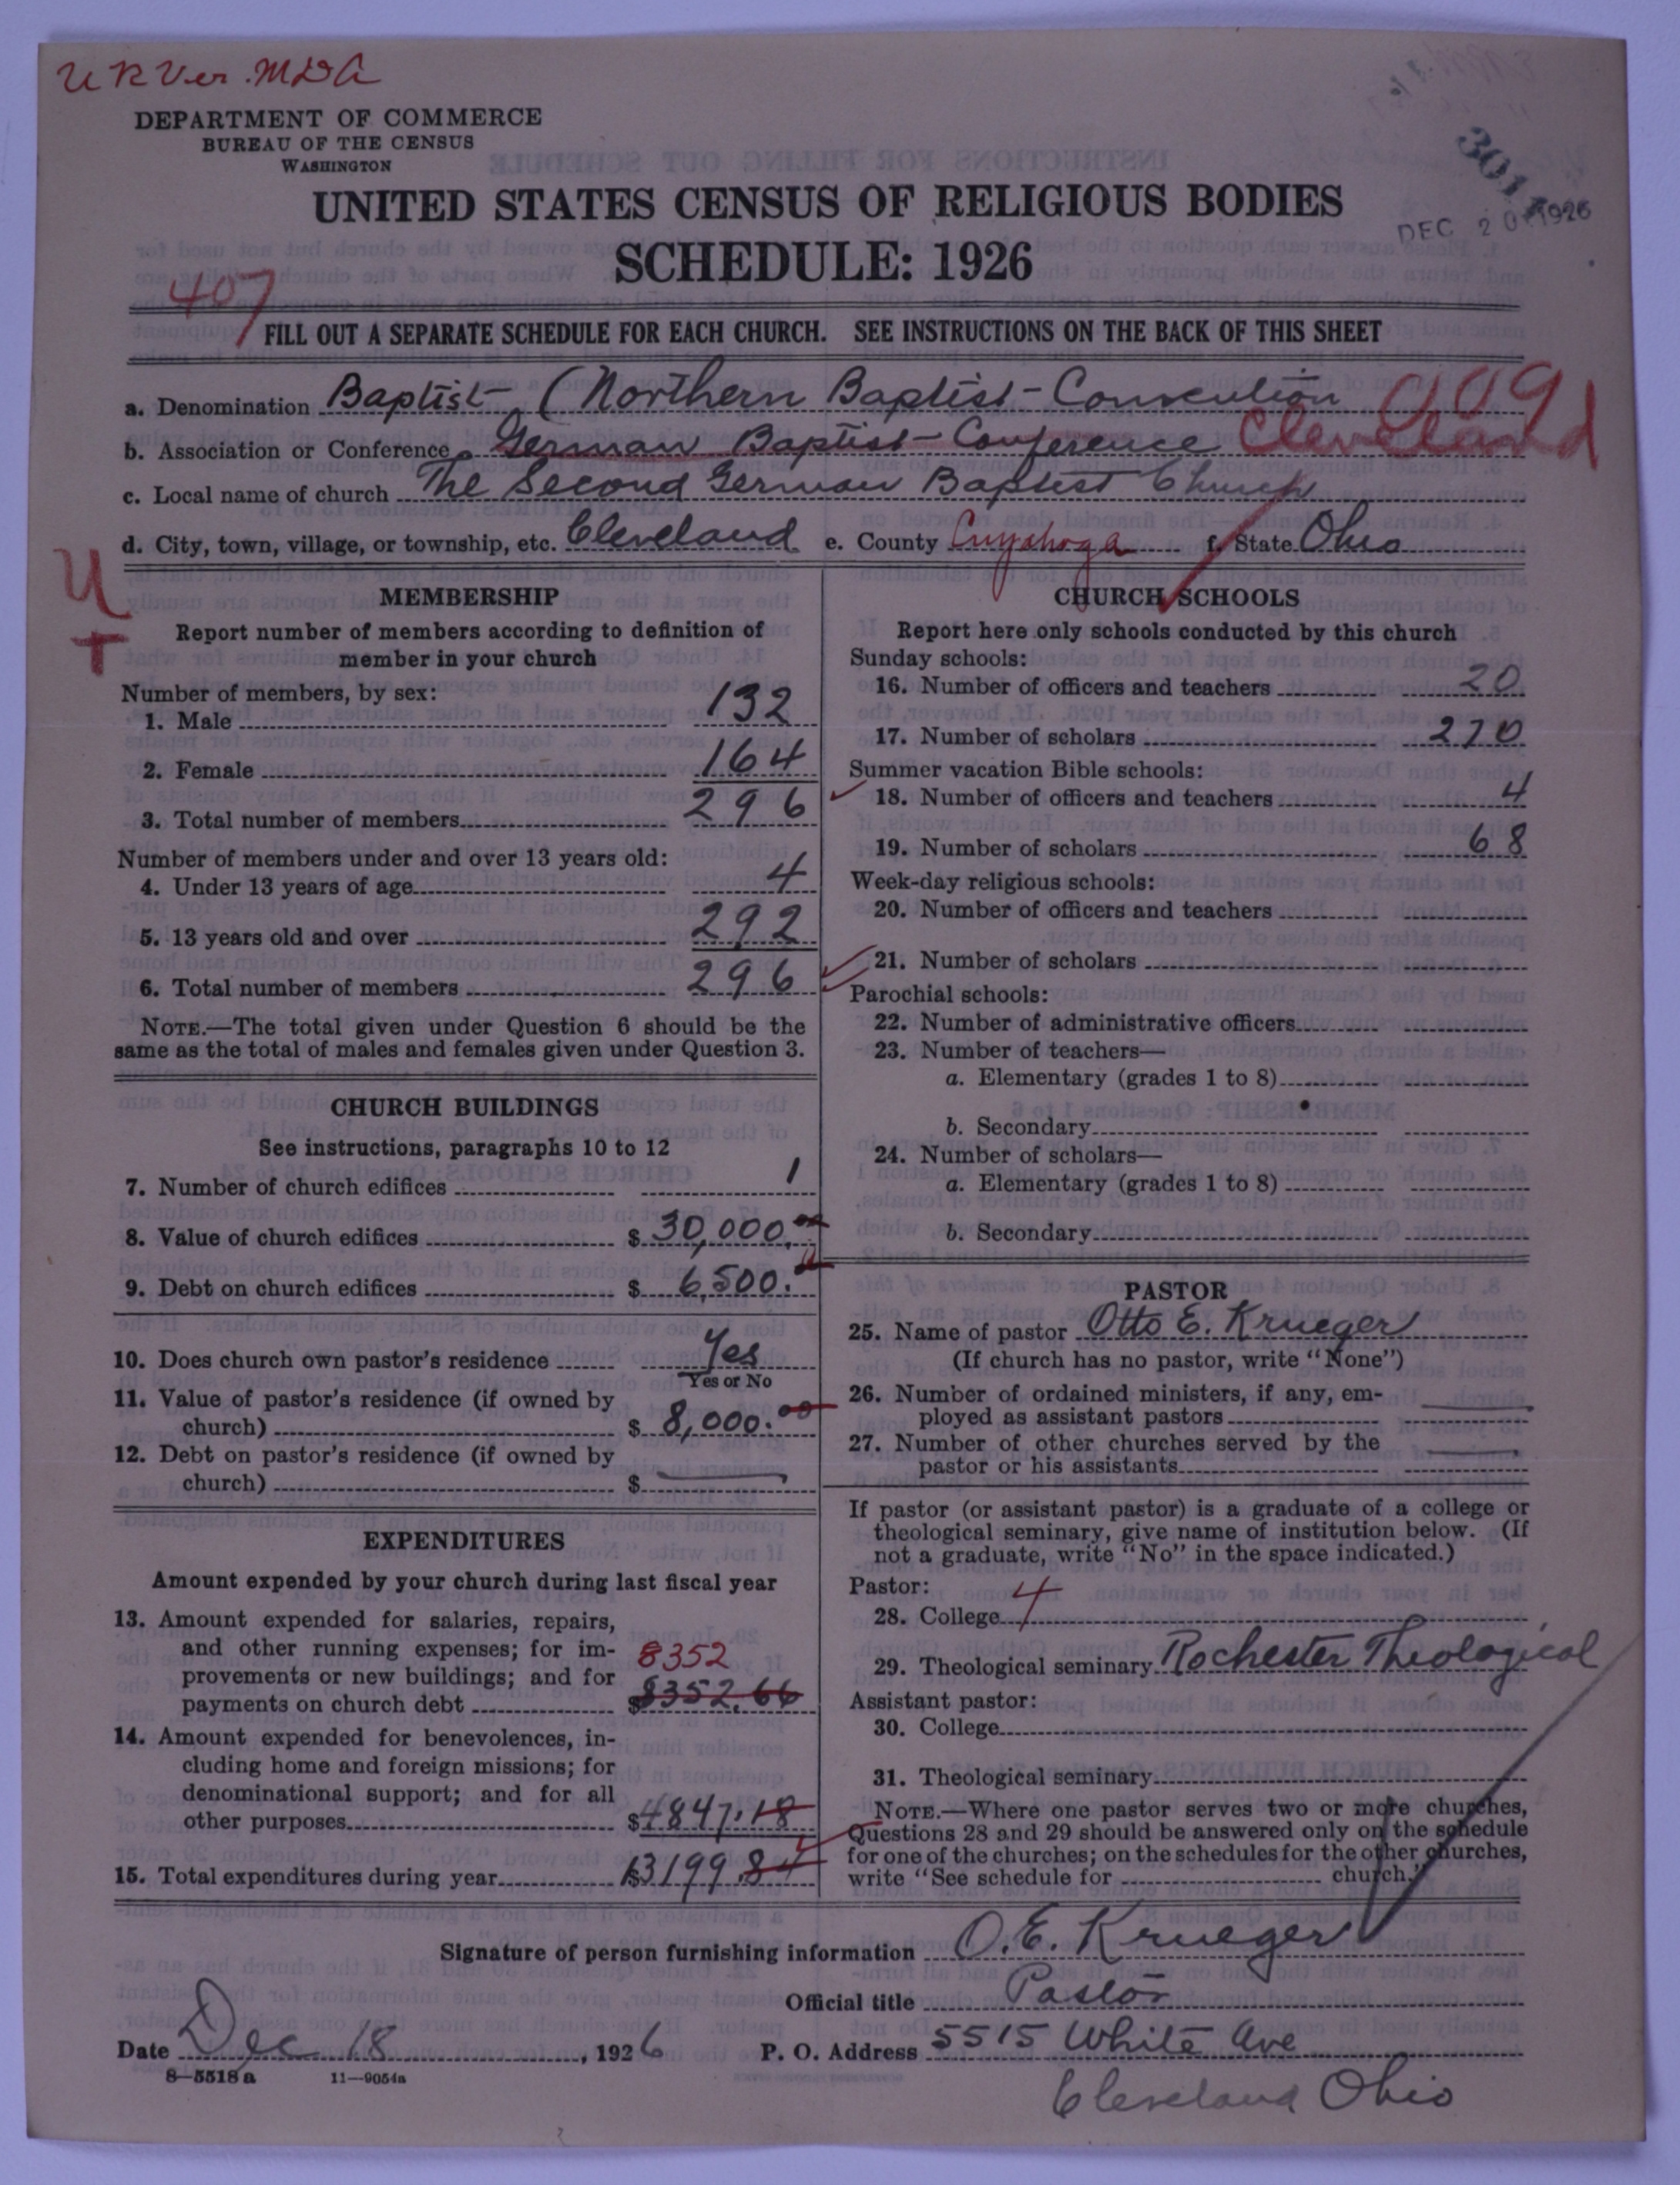 U R Ver. MDA
DEPARTMENT OF COMMERCE
BUREAU OF THE CENSUS
WASHINGTON
UNITED STATES CENSUS OF RELIGIOUS BODIES
SCHEDULE: 1926
DEC 20 1926
407
FILL OUT A SEPARATE SCHEDULE FOR EACH CHURCH. SEE INSTRUCTIONS ON THE BACK OF THIS SHEET
a. Denomination Baptist (Northern Baptist Convention
b. Association or Conference German Baptist Conference Cleveland
c. Local name of church The Second German Baptist Church
d. City, town, village, or township, etc. Cleveland e. County Cuyahoga f. State Ohio
U
T
MEMBERSHIP
Report number of members according to definition of
member in your church
Number of members, by sex:
1. Male 132
2. Female 164
3. Total number of members 296
Number of members under and over 13 years old:
4. Under 13 years of age 4
5. 13 years old and over 292
6. Total number of members 296
NOTE.—The total given under Question 6 should be the
same as the total of males and females given under Question 3.
CHURCH BUILDINGS
See instructions, paragraphs 10 to 12
7. Number of church edifices 1
8. Value of church edifices $ 30,000.00
9. Debt on church edifices $ 6,500.
10. Does church own pastor's residence Yes
Yes or No
11. Value of pastor's residence (if owned by
church) $ 8,000.00
12. Debt on pastor's residence (if owned by
church) $ —
EXPENDITURES
Amount expended by your church during last fiscal year
13. Amount expended for salaries, repairs,
and other running expenses; for im-
provements or new buildings; and for 8352
payments on church debt $8352.66
14. Amount expended for benevolences, in-
cluding home and foreign missions; for
denominational support; and for all
other purposes $4847.18
15. Total expenditures during year $13199.84
CHURCH SCHOOLS
Report here only schools conducted by this church
Sunday schools:
16. Number of officers and teachers 20
17. Number of scholars 270
Summer vacation Bible schools:
18. Number of officers and teachers 4
19. Number of scholars 68
Week-day religious schools:
20. Number of officers and teachers
21. Number of scholars
Parochial schools:
22. Number of administrative officers
23. Number of teachers—
a. Elementary (grades 1 to 8)
b. Secondary
24. Number of scholars—
a. Elementary (grades 1 to 8)
b. Secondary
PASTOR
25. Name of pastor Otto E. Krueger
(If church has no pastor, write "None")
26. Number of ordained ministers, if any, em-
ployed as assistant pastors —
27. Number of other churches served by the
pastor or his assistants —
If pastor (or assistant pastor) is a graduate of a college or
theological seminary, give name of institution below. (If
not a graduate, write "No" in the space indicated.)
Pastor:
28. College 4
29. Theological seminary Rochester Theological
Assistant pastor:
30. College
31. Theological seminary
NOTE.—Where one pastor serves two or more churches,
Questions 28 and 29 should be answered only on the schedule
for one of the churches; on the schedules for the other churches,
write "See schedule for church."
Signature of person furnishing information O. E. Krueger
Official title Pastor
Date Dec 18, 1926 P. O. Address 5515 White Ave
8—5518a 11—9054a
Cleveland Ohio